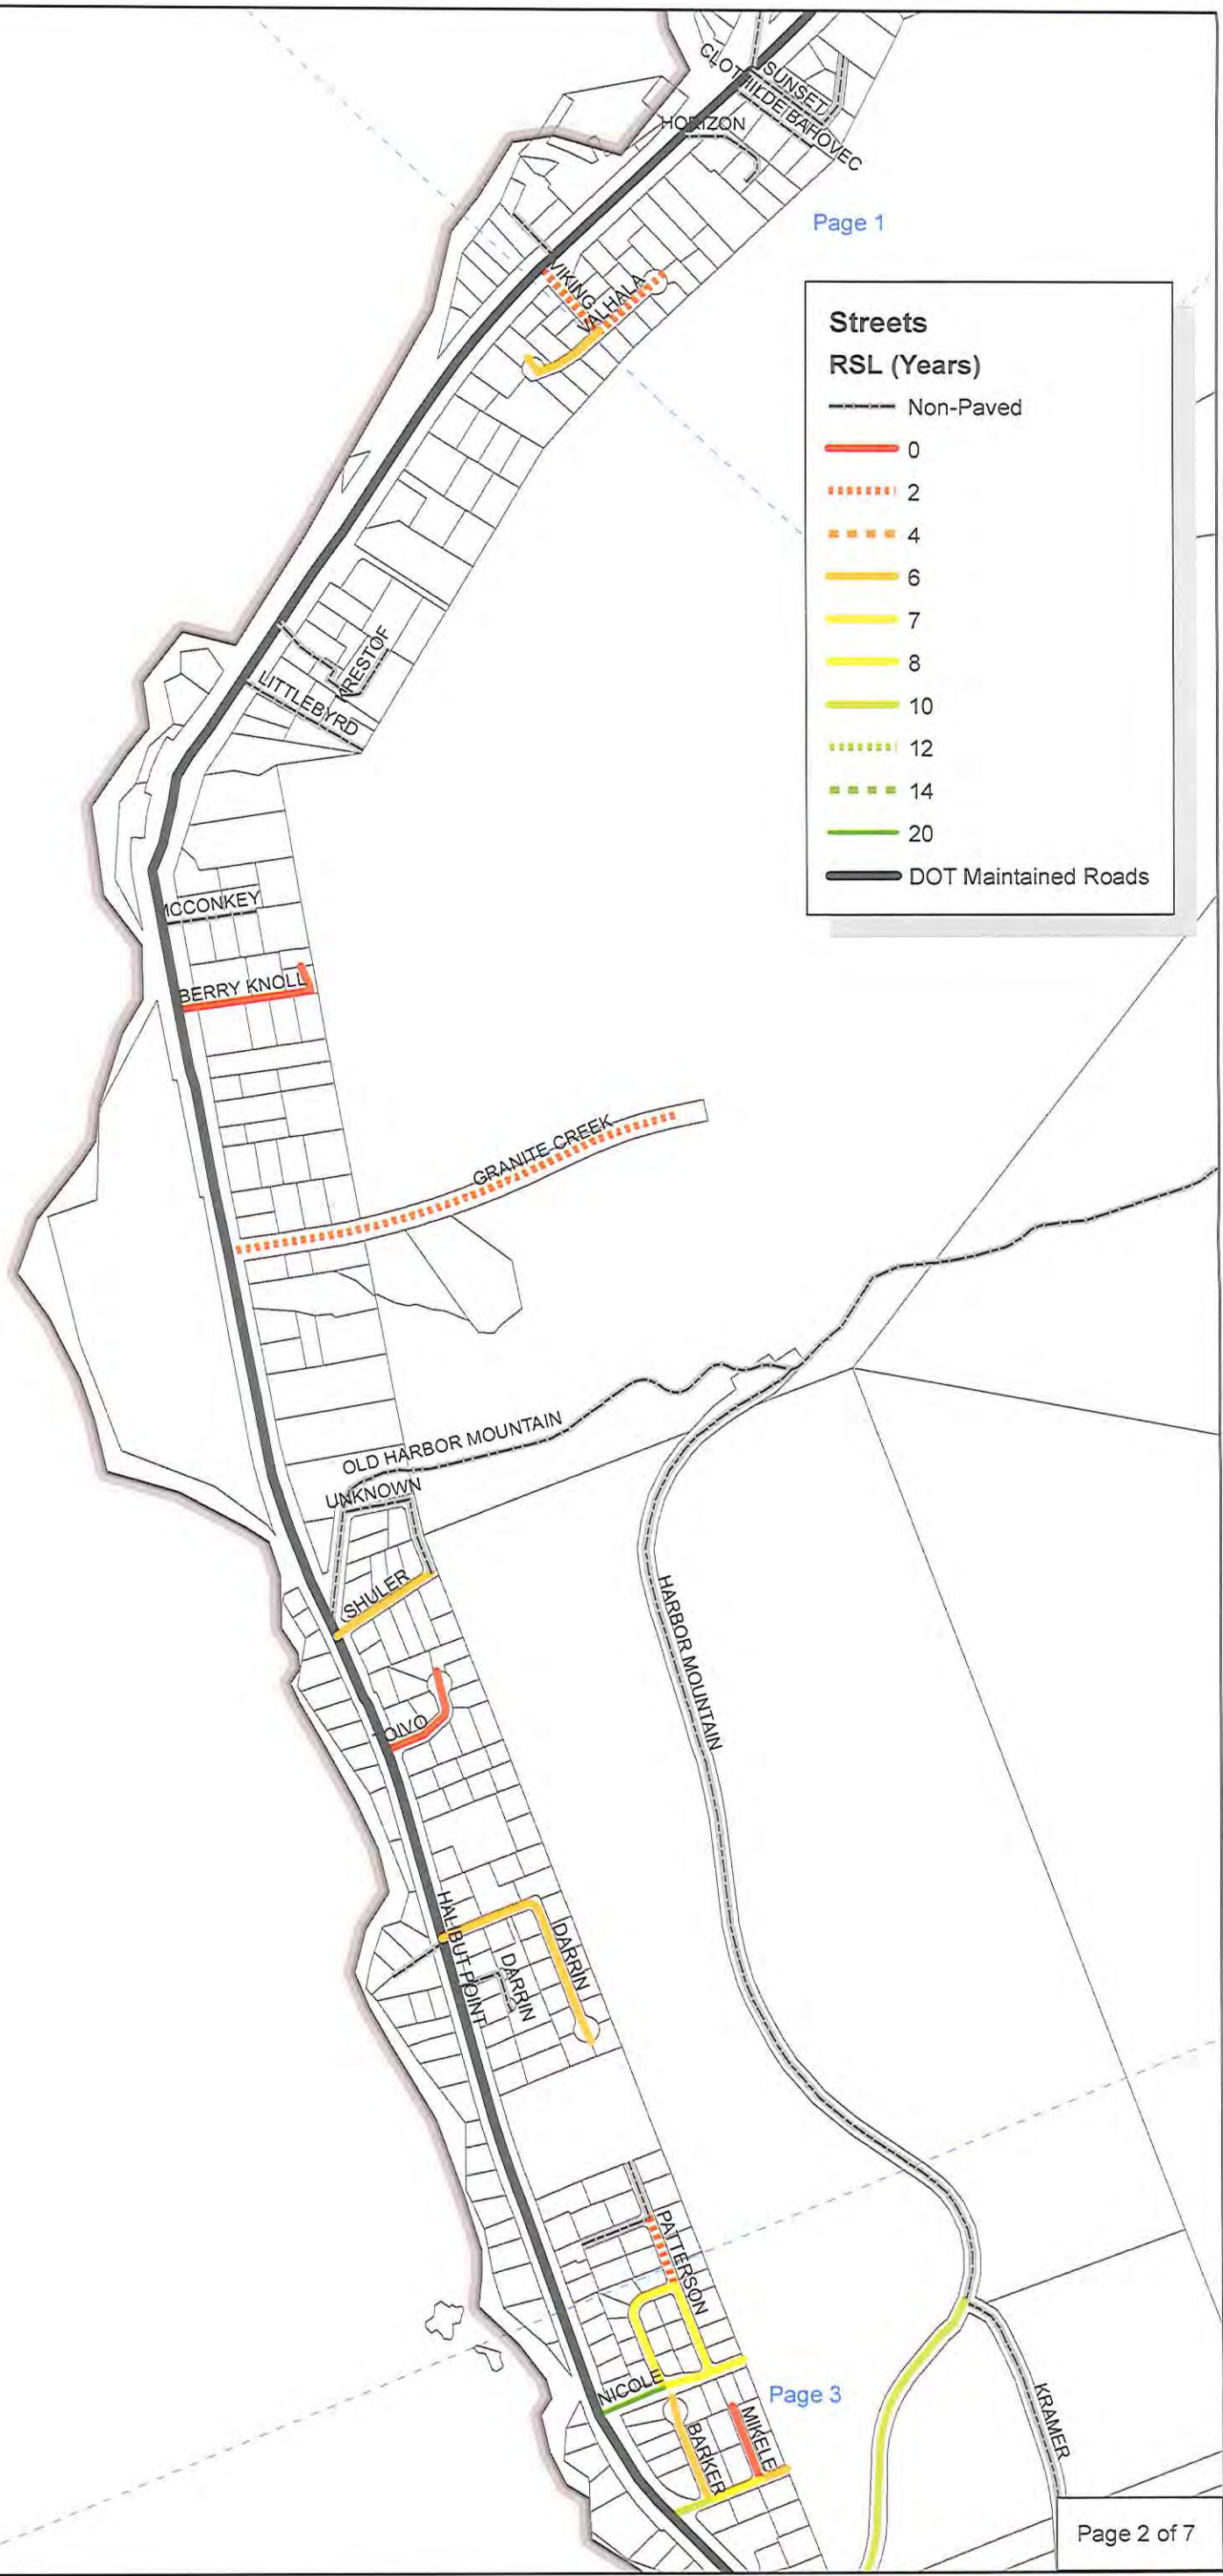 SUNSET
CLOTHILDE BAHOVEC
HORIZON
Page 1
VIKING
VALHALA
Streets
RSL (Years)
Non-Paved
0
2
4
6
7
8
10
12
14
20
DOT Maintained Roads
KRESTOF
LITTLEBYRD
MCCONKEY
BERRY KNOLL
GRANITE CREEK
OLD HARBOR MOUNTAIN
UNKNOWN
SHULER
HARBOR MOUNTAIN
TOIVO
HALIBUT POINT
DARRIN
DARRIN
PATTERSON
NICOLE
Page 3
MIKELE
BARKER
KRAMER
Page 2 of 7